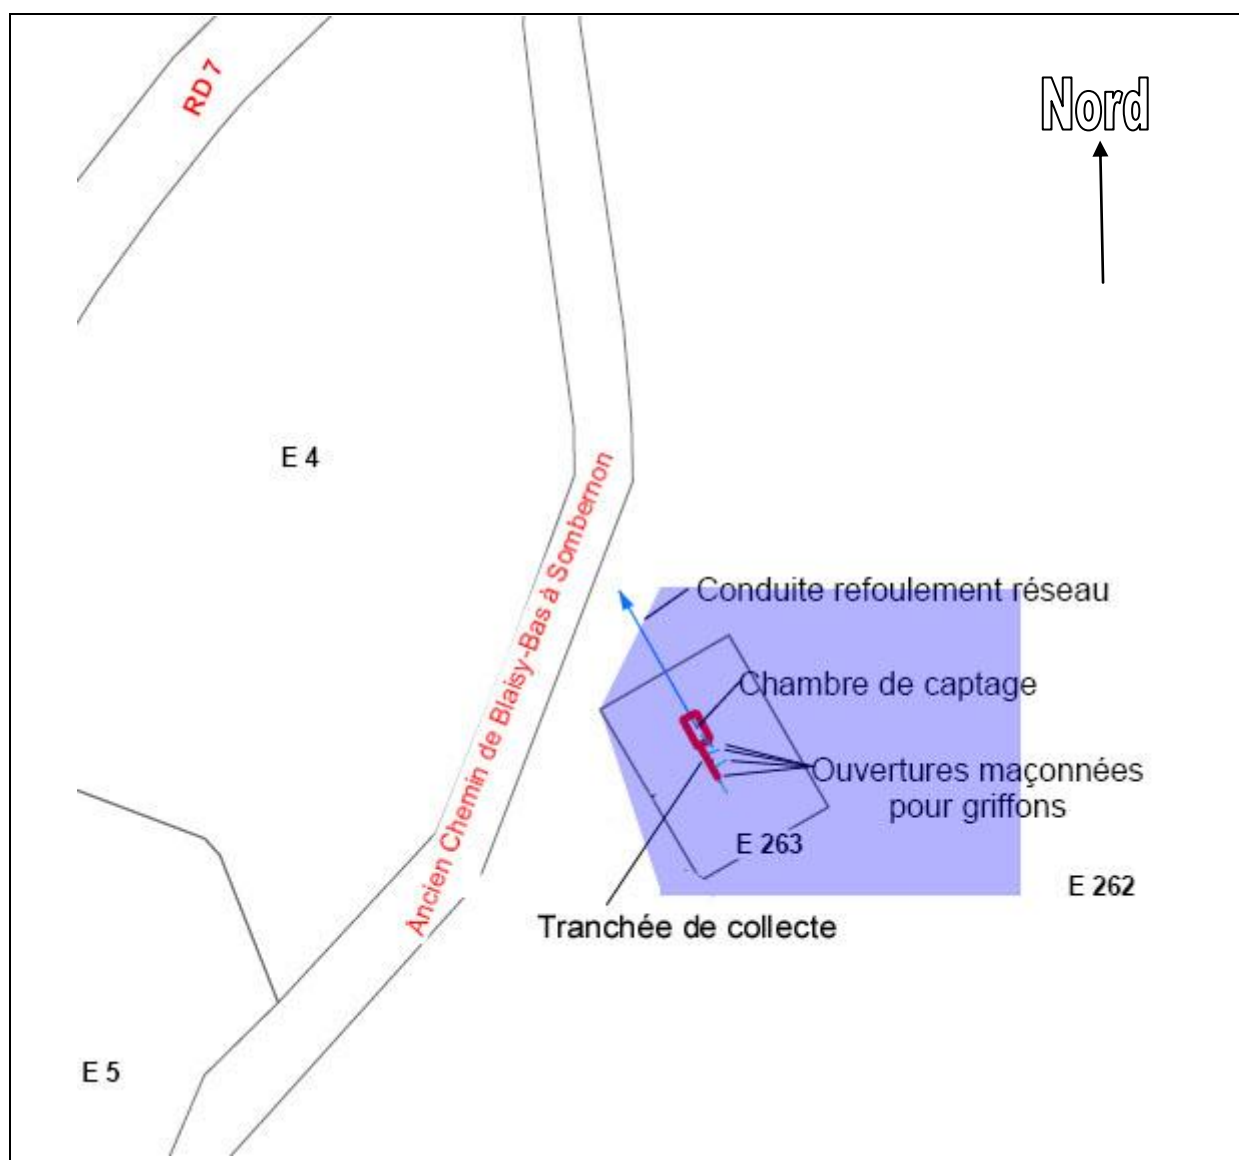 RD 7
Nord
E 4
Ancien Chemin de Blaisy-Bas à Sombernon
Conduite refoulement réseau
Chambre de captage
Ouvertures maçonnées
pour griffons
E 263
E 262
Tranchée de collecte
E 5